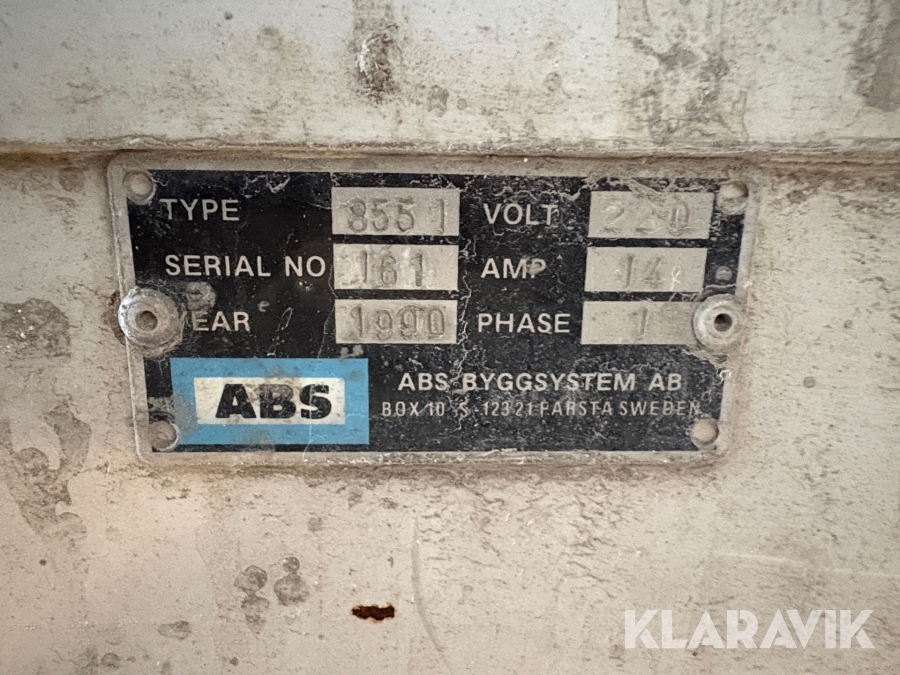 TYPE 8551 VOLT 220
SERIAL NO 161 AMP 14
YEAR 1990 PHASE 1
ABS ABS BYGGSYSTEM AB
BOX 10 S-123 21 FARSTA SWEDEN
KLARAVIK